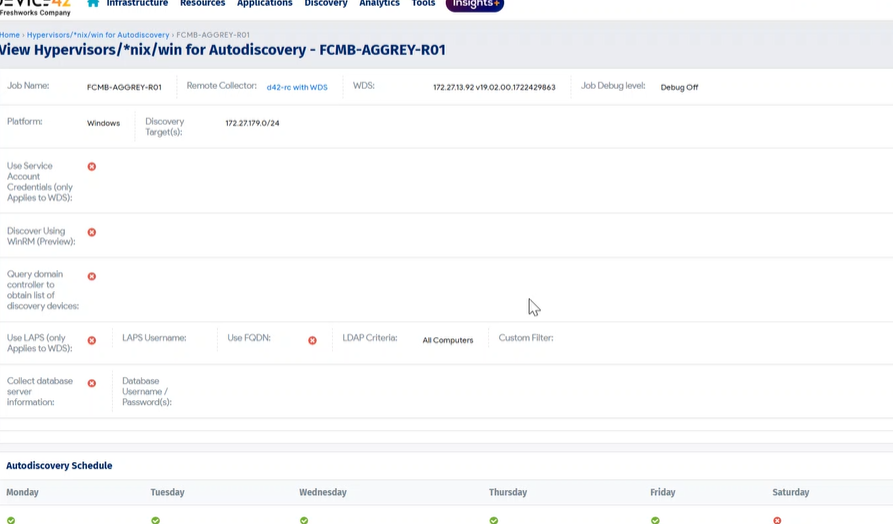 Freshworks Company
Infrastructure Resources Applications Discovery Analytics Tools Insights+
Home › Hypervisors/*nix/win for Autodiscovery › FCMB-AGGREY-R01
View Hypervisors/*nix/win for Autodiscovery - FCMB-AGGREY-R01
Job Name: FCMB-AGGREY-R01 Remote Collector: d42-rc with WDS WDS: 172.27.13.92 v19.02.00.1722429863 Job Debug level: Debug Off
Platform: Windows Discovery
Target(s): 172.27.179.0/24
Use Service
Account
Credentials (only
Applies to WDS):
Discover Using
WinRM (Preview):
Query domain
controller to
obtain list of
discovery devices:
Use LAPS (only
Applies to WDS):
LAPS Username: Use FQDN: LDAP Criteria: All Computers Custom Filter:
Collect database
server
information:
Database
Username /
Password(s):
Autodiscovery Schedule
Monday Tuesday Wednesday Thursday Friday Saturday